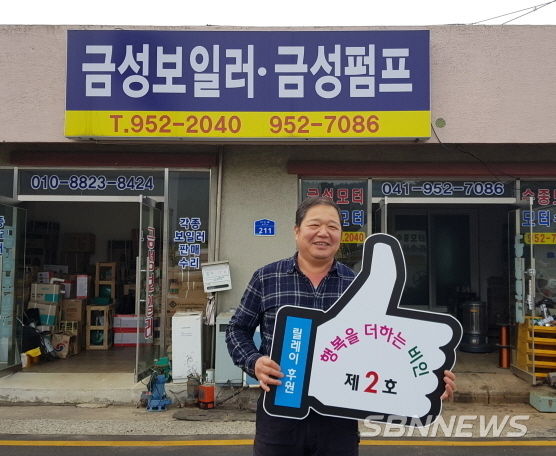 금성보일러·금성펌프
T.952-2040 952-7086
010-8823-8424
041-952-7086
각종
보일러
판매
수리
211
릴레이 후원
행복을 더하는 비인
제2호
SBNNEWS